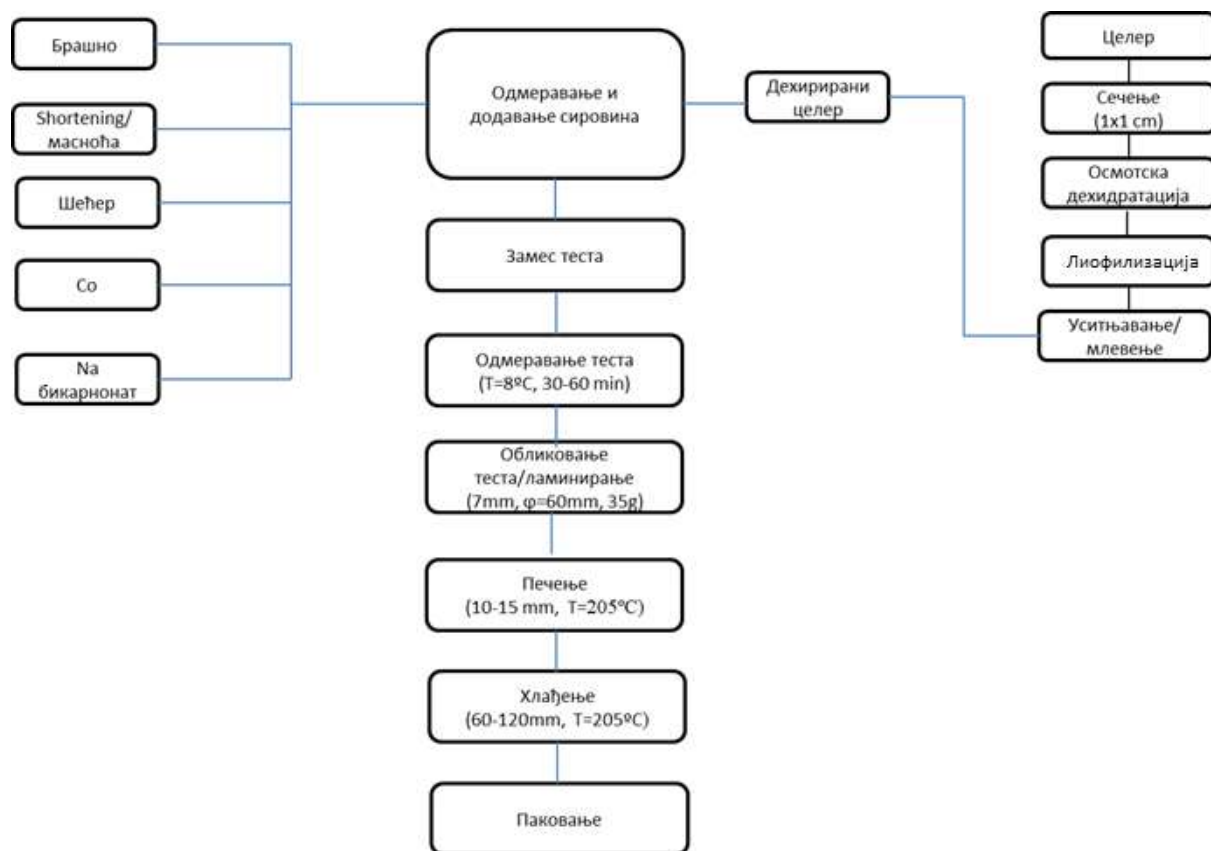 Брашно
Shortening/
масноћа
Шећер
Со
Na
бикарнонат
Одмеравање и
додавање сировина
Замес теста
Одмеравање теста
(T=8ºC, 30-60 min)
Обликовање
теста/ламинирање
(7mm, φ=60mm, 35g)
Печење
(10-15 mm, T=205°C)
Хлађење
(60-120mm, T=205ºC)
Паковање
Дехирирани
целер
Целер
Сечење
(1x1 cm)
Осмотска
дехидратација
Лиофилизација
Уситњавање/
млевење